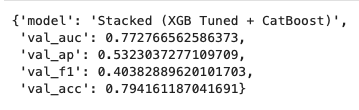 {'model': 'Stacked (XGB Tuned + CatBoost)',
'val_auc': 0.772766562586373,
'val_ap': 0.5323037277109709,
'val_f1': 0.40382889620101703,
'val_acc': 0.794161187041691}